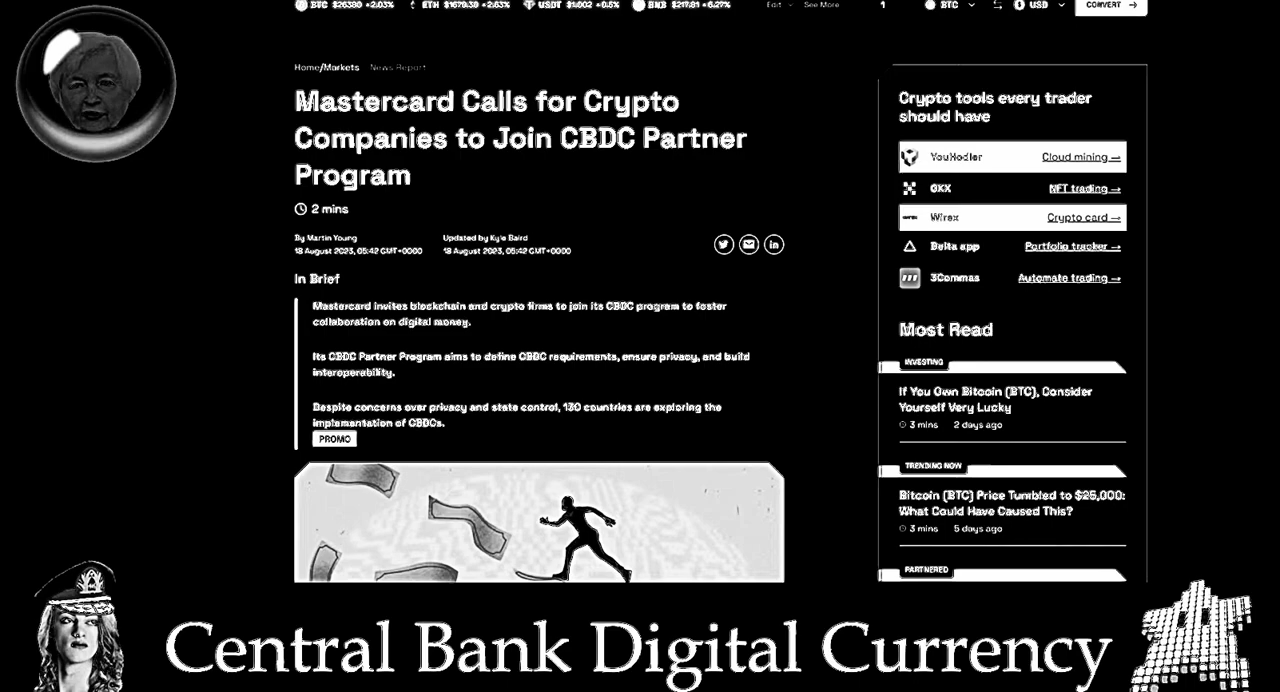 BTC $26380 +2.03% ETH $1679.39 +2.63% USDT $1.002 +0.5% BNB $217.91 +6.27% Edit See More 1 BTC USD CONVERT →
Home/Markets News Report
Mastercard Calls for Crypto
Companies to Join CBDC Partner
Program
2 mins
By Martin Young
18 August 2023, 05:42 GMT+0000
Updated by Kyle Baird
18 August 2023, 05:42 GMT+0000
In Brief
Mastercard invites blockchain and crypto firms to join its CBDC program to foster
collaboration on digital money.
Its CBDC Partner Program aims to define CBDC requirements, ensure privacy, and build
interoperability.
Despite concerns over privacy and state control, 130 countries are exploring the
implementation of CBDCs.
PROMO
Crypto tools every trader
should have
YouHodler Cloud mining →
OKX NFT trading →
Wirex Crypto card →
Delta app Portfolio tracker →
3Commas Automate trading →
Most Read
INVESTING
If You Own Bitcoin (BTC), Consider
Yourself Very Lucky
3 mins 2 days ago
TRENDING NOW
Bitcoin (BTC) Price Tumbled to $25,000:
What Could Have Caused This?
3 mins 5 days ago
PARTNERED
Central Bank Digital Currency